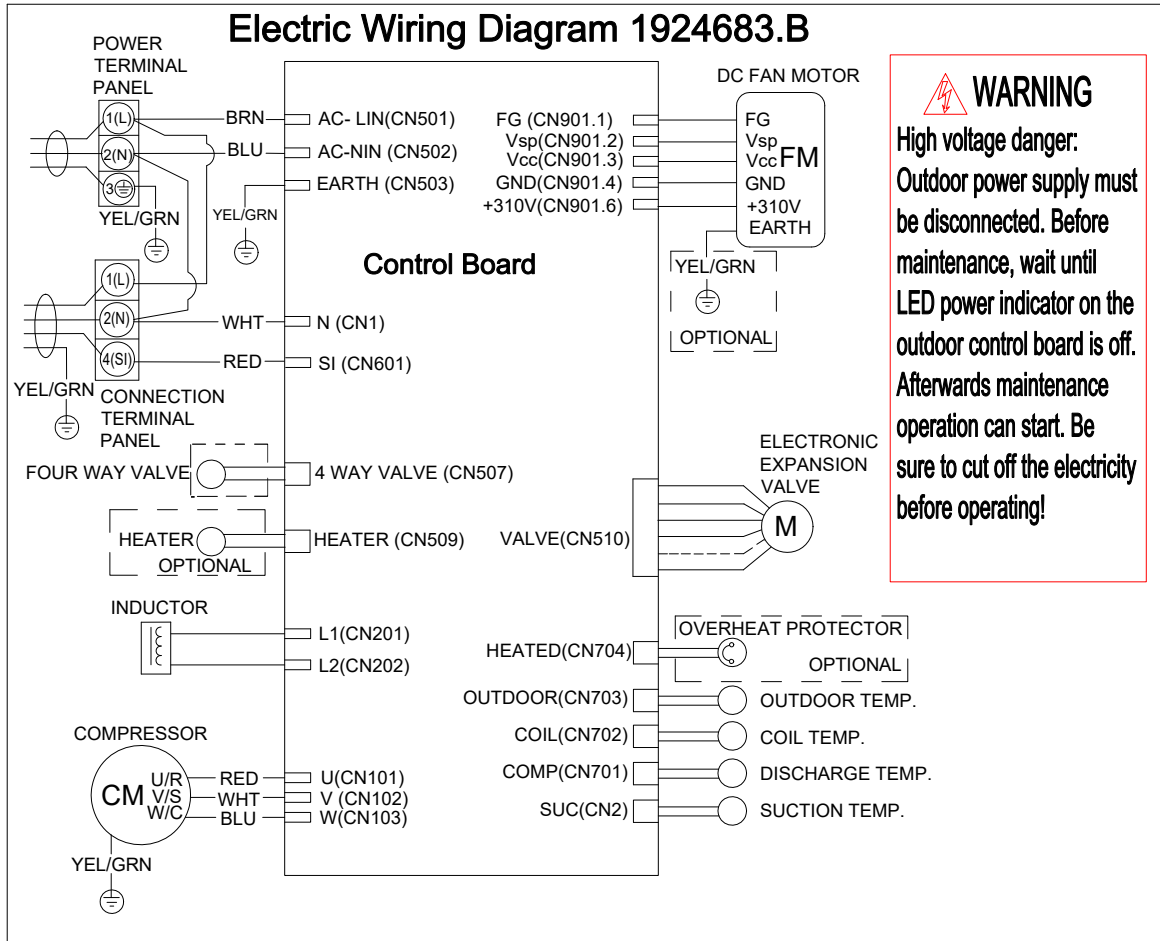 Electric Wiring Diagram 1924683.B
POWER
TERMINAL
PANEL
1(L)
2(N)
3
YEL/GRN
BRN
BLU
YEL/GRN
AC- LIN(CN501)
AC-NIN (CN502)
EARTH (CN503)
Control Board
1(L)
2(N)
4(SI)
YEL/GRN
CONNECTION
TERMINAL
PANEL
WHT
RED
N (CN1)
SI (CN601)
FOUR WAY VALVE
4 WAY VALVE (CN507)
HEATER
OPTIONAL
HEATER (CN509)
INDUCTOR
L1(CN201)
L2(CN202)
COMPRESSOR
CM
U/R
V/S
W/C
RED
WHT
BLU
U(CN101)
V (CN102)
W(CN103)
YEL/GRN
DC FAN MOTOR
FG (CN901.1)
Vsp(CN901.2)
Vcc(CN901.3)
GND(CN901.4)
+310V(CN901.6)
FG
Vsp
Vcc
FM
GND
+310V
EARTH
YEL/GRN
OPTIONAL
ELECTRONIC
EXPANSION
VALVE
VALVE(CN510)
M
HEATED(CN704)
OVERHEAT PROTECTOR
OPTIONAL
OUTDOOR(CN703)
OUTDOOR TEMP.
COIL(CN702)
COIL TEMP.
COMP(CN701)
DISCHARGE TEMP.
SUC(CN2)
SUCTION TEMP.
WARNING
High voltage danger:
Outdoor power supply must
be disconnected. Before
maintenance, wait until
LED power indicator on the
outdoor control board is off.
Afterwards maintenance
operation can start. Be
sure to cut off the electricity
before operating!